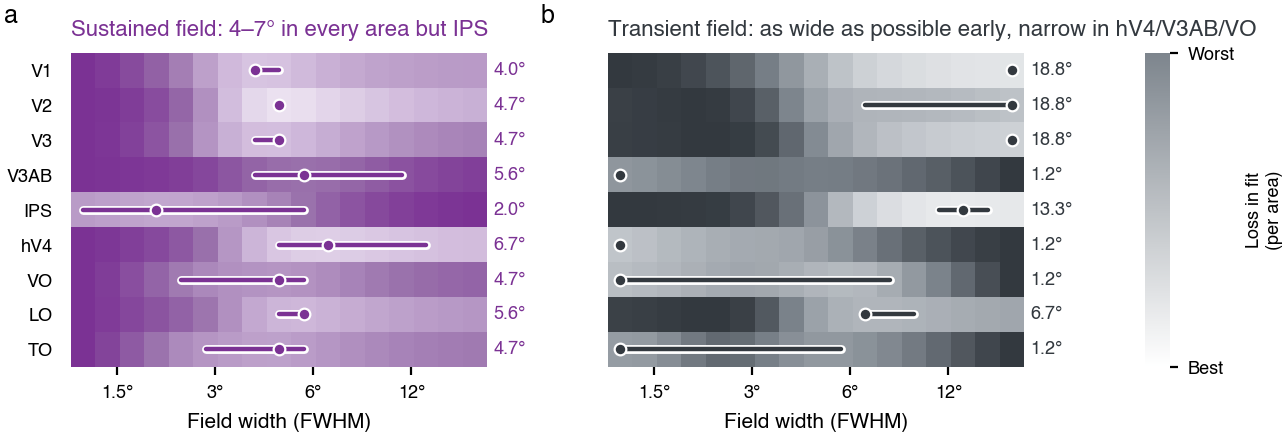 a
Sustained field: 4–7° in every area but IPS
V1
V2
V3
V3AB
IPS
hV4
VO
LO
TO
4.0°
4.7°
4.7°
5.6°
2.0°
6.7°
4.7°
5.6°
4.7°
1.5°
3°
6°
12°
Field width (FWHM)
b
Transient field: as wide as possible early, narrow in hV4/V3AB/VO
18.8°
18.8°
18.8°
1.2°
13.3°
1.2°
1.2°
6.7°
1.2°
1.5°
3°
6°
12°
Field width (FWHM)
Worst
Best
Loss in fit
(per area)